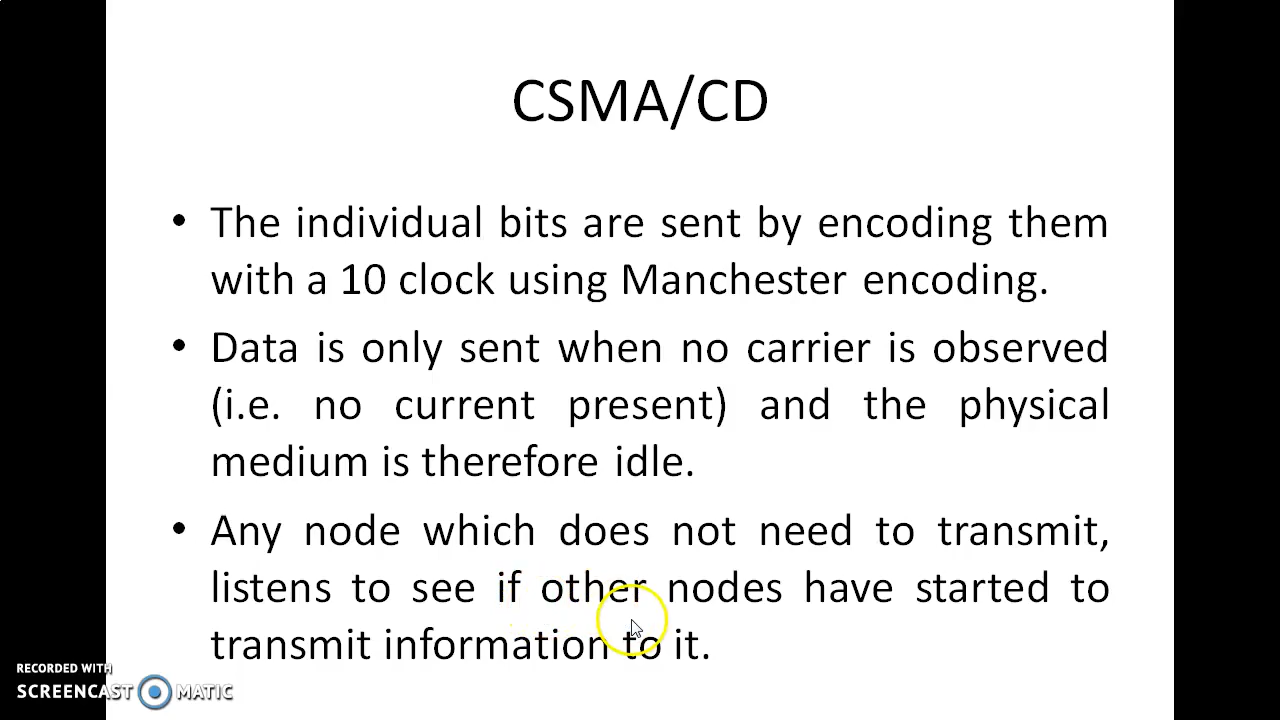 CSMA/CD
• The individual bits are sent by encoding them
with a 10 clock using Manchester encoding.
• Data is only sent when no carrier is observed
(i.e. no current present) and the physical
medium is therefore idle.
• Any node which does not need to transmit,
listens to see if other nodes have started to
transmit information to it.
RECORDED WITH
SCREENCAST MATIC